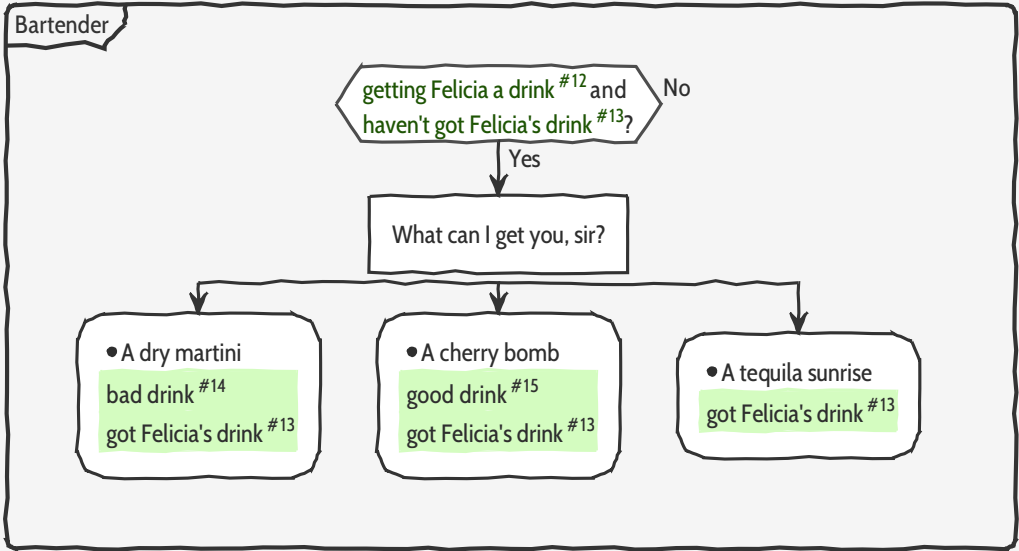 Bartender
getting Felicia a drink #12 and
haven't got Felicia's drink #13?
No
Yes
What can I get you, sir?
• A dry martini
bad drink #14
got Felicia's drink #13
• A cherry bomb
good drink #15
got Felicia's drink #13
• A tequila sunrise
got Felicia's drink #13